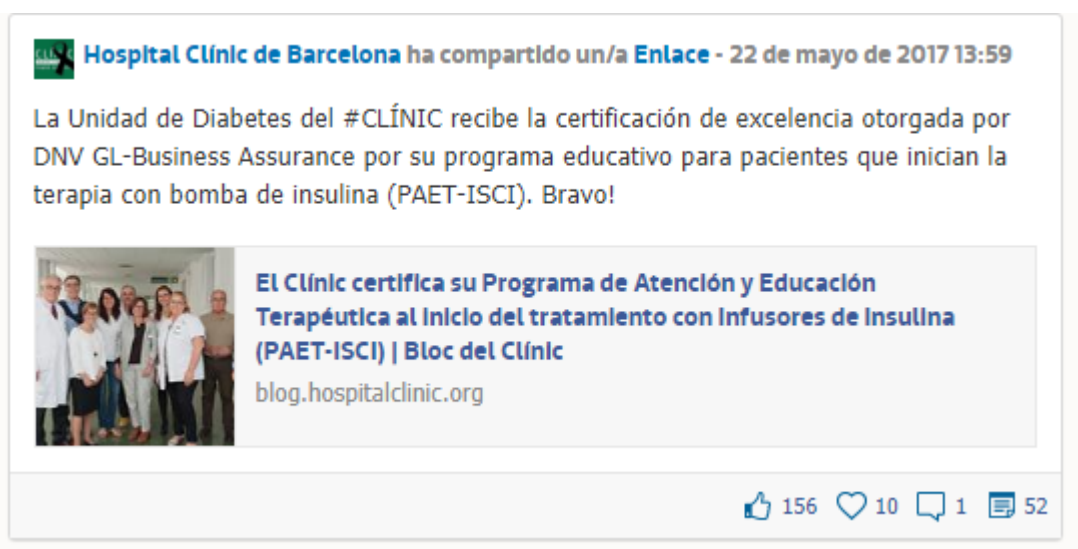 Hospital Clínic de Barcelona ha compartido un/a Enlace - 22 de mayo de 2017 13:59
La Unidad de Diabetes del #CLÍNIC recibe la certificación de excelencia otorgada por
DNV GL-Business Assurance por su programa educativo para pacientes que inician la
terapia con bomba de insulina (PAET-ISCI). Bravo!
El Clínic certifica su Programa de Atención y Educación
Terapéutica al inicio del tratamiento con Infusores de Insulina
(PAET-ISCI) | Bloc del Clínic
blog.hospitalclinic.org
156 10 1 52